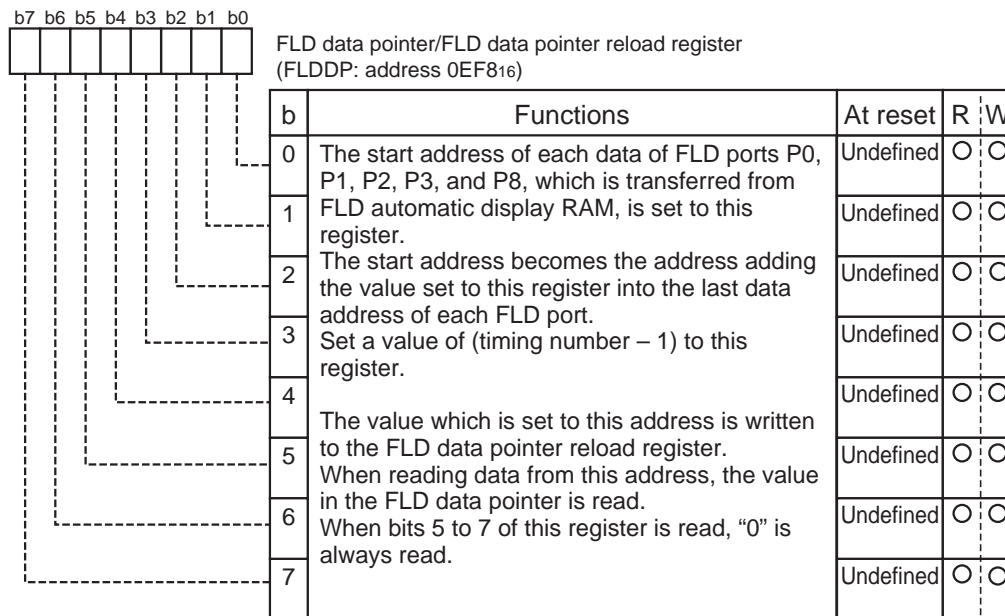 b7 b6 b5 b4 b3 b2 b1 b0
FLD data pointer/FLD data pointer reload register
(FLDDP: address 0EF816)
b Functions At reset R W
0 The start address of each data of FLD ports P0, Undefined O O
P1, P2, P3, and P8, which is transferred from
1 FLD automatic display RAM, is set to this Undefined O O
register.
2 The start address becomes the address adding Undefined O O
the value set to this register into the last data
address of each FLD port.
3 Set a value of (timing number – 1) to this Undefined O O
register.
4 Undefined O O
The value which is set to this address is written
5 to the FLD data pointer reload register. Undefined O O
When reading data from this address, the value
in the FLD data pointer is read.
6 When bits 5 to 7 of this register is read, “0” is Undefined O O
always read.
7 Undefined O O